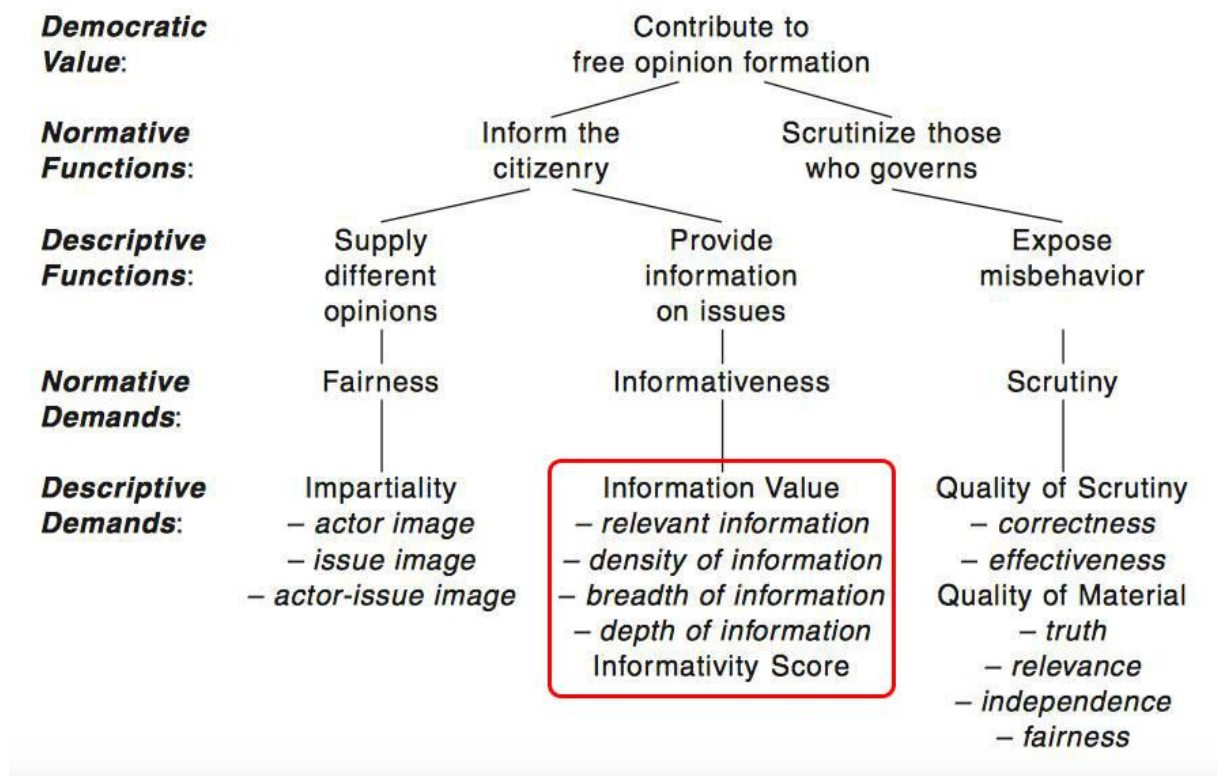 Democratic Value:
Contribute to
free opinion formation
Normative Functions:
Inform the
citizenry
Scrutinize those
who governs
Descriptive Functions:
Supply
different
opinions
Provide
information
on issues
Expose
misbehavior
Normative Demands:
Fairness
Informativeness
Scrutiny
Descriptive Demands:
Impartiality
– actor image
– issue image
– actor-issue image
Information Value
– relevant information
– density of information
– breadth of information
– depth of information
Informativity Score
Quality of Scrutiny
– correctness
– effectiveness
Quality of Material
– truth
– relevance
– independence
– fairness